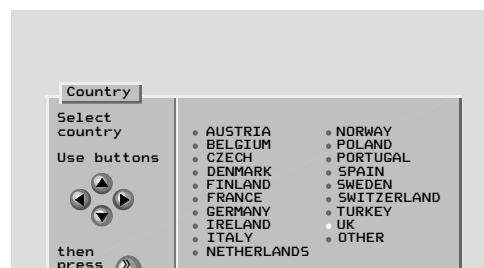 Country
Select
country
Use buttons
then
press
AUSTRIA
BELGIUM
CZECH
DENMARK
FINLAND
FRANCE
GERMANY
IRELAND
ITALY
NETHERLANDS
NORWAY
POLAND
PORTUGAL
SPAIN
SWEDEN
SWITZERLAND
TURKEY
UK
OTHER